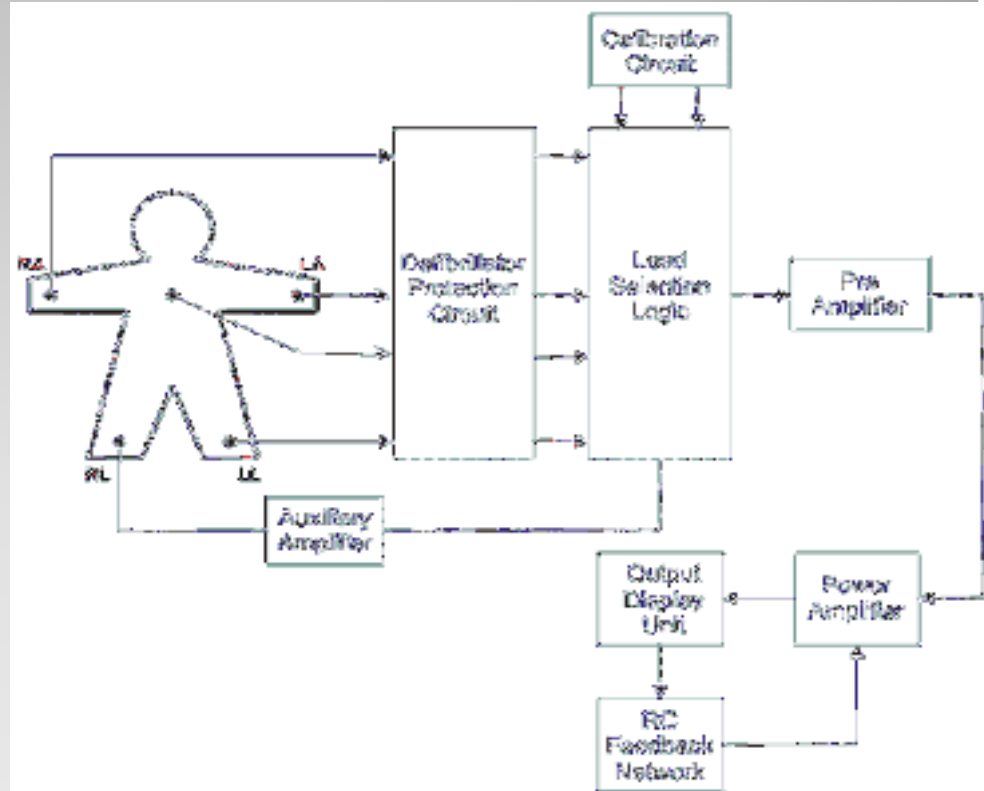 Calibration
Circuit
RA
LA
Defibrillator
Protection
Circuit
Lead
Selection
Logic
Pre
Amplifier
RL
LL
Auxiliary
Amplifier
Output
Display
Unit
Power
Amplifier
RC
Feedback
Network